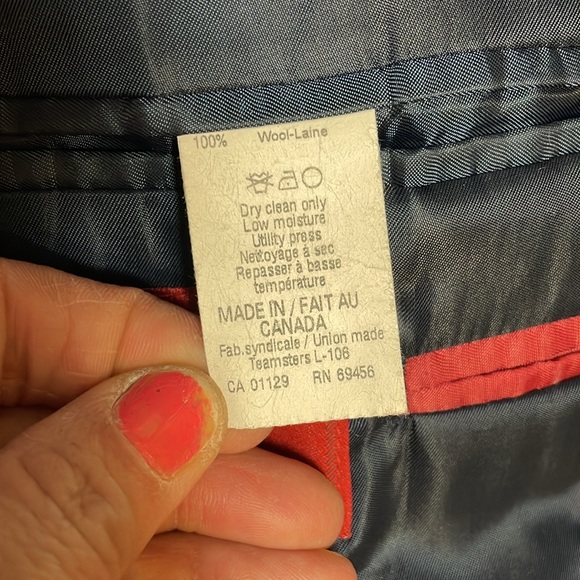 100% Wool-Laine
Dry clean only
Low moisture
Utility press
Nettoyage à sec
Repasser à basse
température
MADE IN / FAIT AU
CANADA
Fab.syndicale / Union made
Teamsters L-106
CA 01129 RN 69456